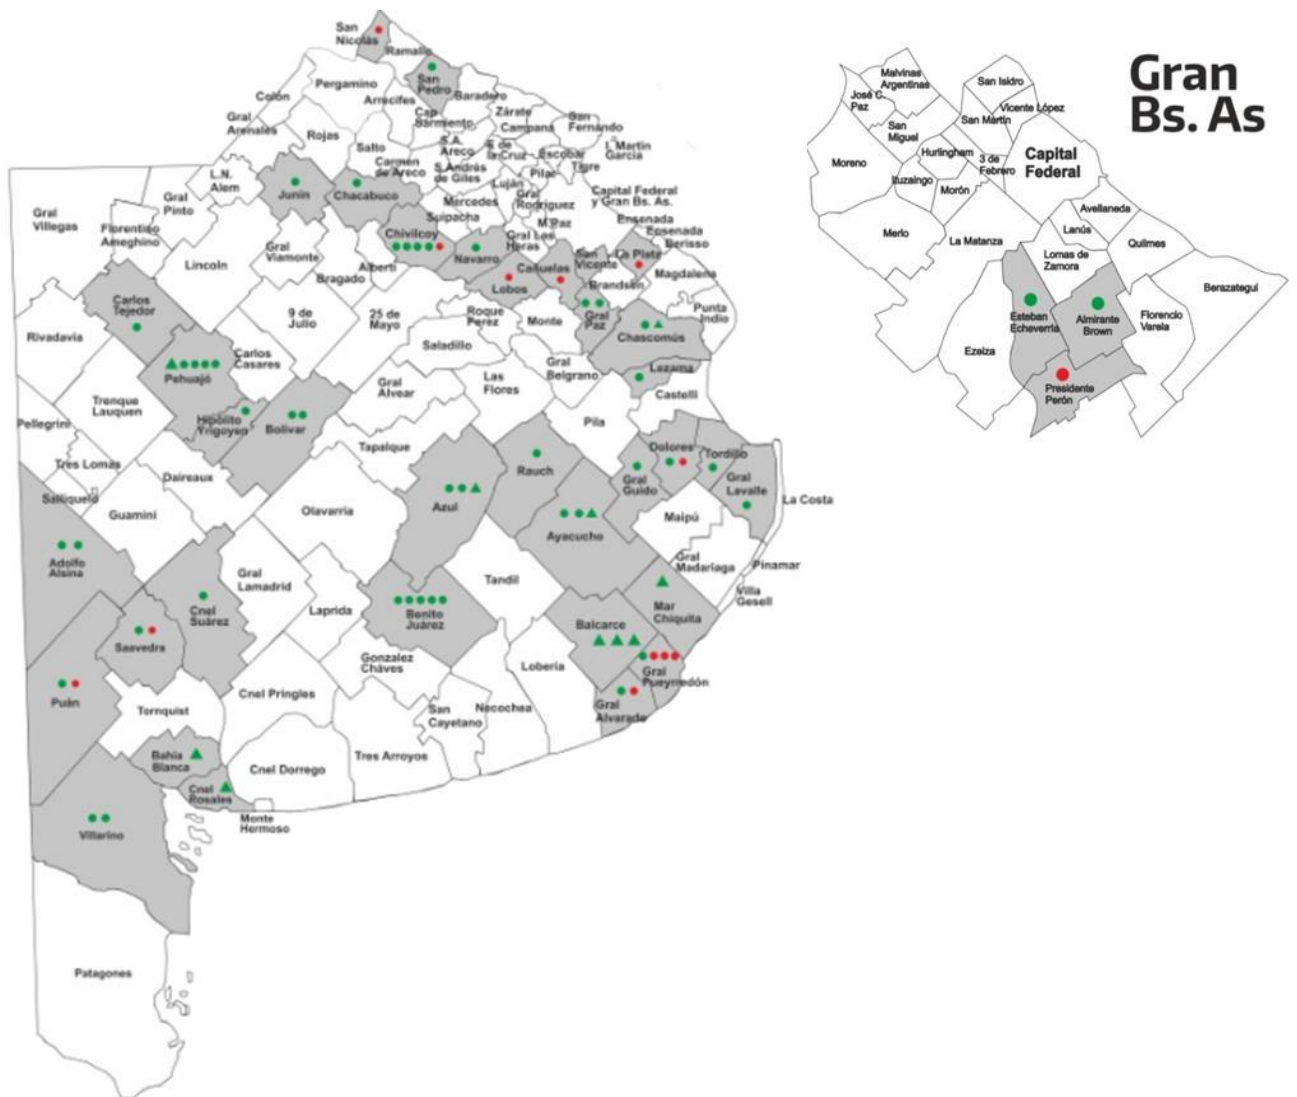 San
Nicolás
Ramallo
San
Pedro
Baradero
Pergamino
Colón
Arrecifes
Cap
Sarmiento
Zárate
Campana
San
Fernando
Gral
Arenales
Rojas
Salto
Carmen
de Areco
S.A.
Areco
E de
la Cruz
Escobar
Tigre
I. Martín
García
L.N.
Alem
Junín
Chacabuco
S.Andrés
de Giles
Luján
Pilar
Mercedes
Gral
Rodriguez
Capital Federal
y Gran Bs. As.
Gral
Villegas
Gral
Pinto
Florentino
Ameghino
Suipacha
Chivilcoy
M.Paz
Ensenada
Ensenada
Berisso
Gral
Viamonte
Lincoln
Bragado
Alberti
Navarro
Gral Las
Heras
San
Vicente
La Plata
Cañuelas
Lobos
Brandsen
Magdalena
Carlos
Tejedor
9 de
Julio
25 de
Mayo
Roque
Perez
Monte
Gral
Paz
Chascomús
Punta
Indio
Rivadavia
Pehuajó
Carlos
Casares
Saladillo
Gral
Belgrano
Lezama
Castelli
Trenque
Lauquen
Gral
Alvear
Las
Flores
Pellegrini
Hipólito
Yrigoyen
Bolívar
Pila
Tres Lomas
Daireaux
Tapalque
Rauch
Dolores
Tordillo
Gral
Guido
Gral
Lavalle
La Costa
Salliqueló
Guaminí
Olavarría
Azul
Ayacucho
Maipú
Adolfo
Alsina
Gral
Lamadrid
Tandil
Gral
Madariaga
Pinamar
Villa
Gesell
Cnel
Suárez
Laprida
Benito
Juárez
Mar
Chiquita
Balcarce
Saavedra
Gonzalez
Cháves
Lobería
Gral
Pueyrredón
Puán
Cnel Pringles
San
Cayetano
Necochea
Gral
Alvarado
Tornquist
Bahía
Blanca
Cnel Dorrego
Tres Arroyos
Cnel
Rosales
Monte
Hermoso
Villarino
Patagones
Gran
Bs. As
Malvinas
Argentinas
José C.
Paz
San Isidro
Vicente López
San Martín
San
Miguel
Hurlingham
3 de
Febrero
Capital
Federal
Moreno
Ituzaingo
Morón
Avellaneda
Merlo
La Matanza
Lanús
Quilmes
Lomas de
Zamora
Berazategui
Esteban
Echeverría
Almirante
Brown
Florencio
Varela
Ezeiza
Presidente
Perón